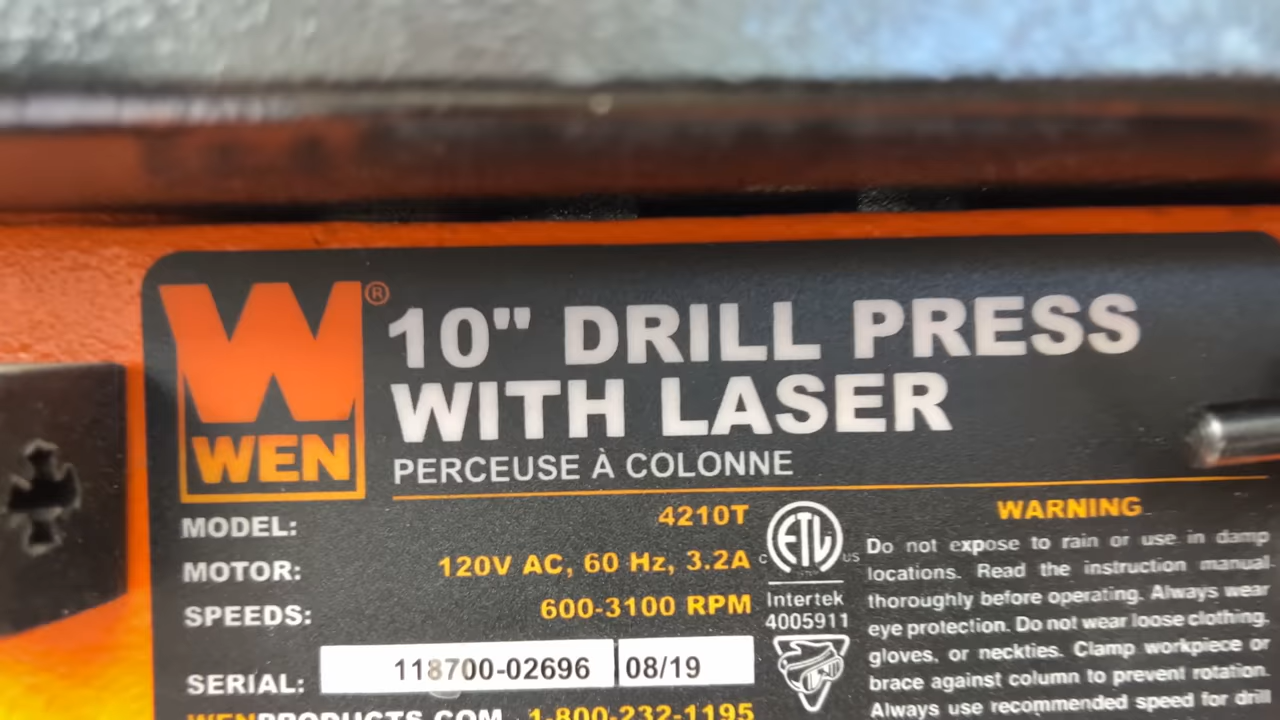 W®
WEN
10" DRILL PRESS
WITH LASER
PERCEUSE À COLONNE
MODEL: 4210T
MOTOR: 120V AC, 60 Hz, 3.2A
SPEEDS: 600-3100 RPM
SERIAL: 118700-02696 08/19
WENPRODUCTS.COM 1-800-232-1195
C ETL US
Intertek
4005911
WARNING
Do not expose to rain or use in damp
locations. Read the instruction manual
thoroughly before operating. Always wear
eye protection. Do not wear loose clothing,
gloves, or neckties. Clamp workpiece or
brace against column to prevent rotation.
Always use recommended speed for drill